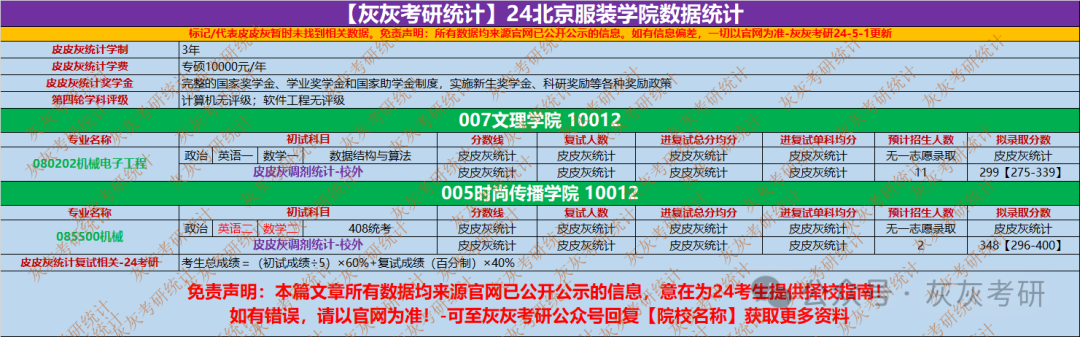 【灰灰考研统计】24北京服装学院数据统计
标记/代表皮皮灰暂时未找到相关数据。免责声明：所有数据均来源官网已公开公示的信息。如有信息偏差，一切以官网为准-灰灰考研24-5-1更新
皮皮灰统计学制 3年
皮皮灰统计学费 专硕10000元/年
皮皮灰统计奖学金 完整的国家奖学金、学业奖学金和国家助学金制度，实施新生奖学金、科研奖励等各种奖励政策
第四轮学科评级 计算机无评级；软件工程无评级
007文理学院 10012
专业名称 初试科目 分数线 复试人数 进复试总分均分 进复试单科均分 预计招生人数 拟录取分数
080202机械电子工程 政治 英语一 数学一 数据结构与算法 皮皮灰统计 皮皮灰统计 皮皮灰统计 皮皮灰统计 无一志愿录取 皮皮灰统计
皮皮灰调剂统计-校外 皮皮灰统计 皮皮灰统计 皮皮灰统计 皮皮灰统计 11 299【275-339】
005时尚传播学院 10012
专业名称 初试科目 分数线 复试人数 进复试总分均分 进复试单科均分 预计招生人数 拟录取分数
085500机械 政治 英语二 数学二 408统考 皮皮灰统计 皮皮灰统计 皮皮灰统计 皮皮灰统计 无一志愿录取 皮皮灰统计
皮皮灰调剂统计-校外 皮皮灰统计 皮皮灰统计 皮皮灰统计 皮皮灰统计 2 348【296-400】
皮皮灰统计复试相关-24考研 考生总成绩 =（初试成绩÷5）×60%+复试成绩（百分制）×40%
免责声明：本篇文章所有数据均来源官网已公开公示的信息，意在为24考生提供择校指南！
如有错误，请以官网为准！-可至灰灰考研公众号回复【院校名称】获取更多资料
公众号 · 灰灰考研